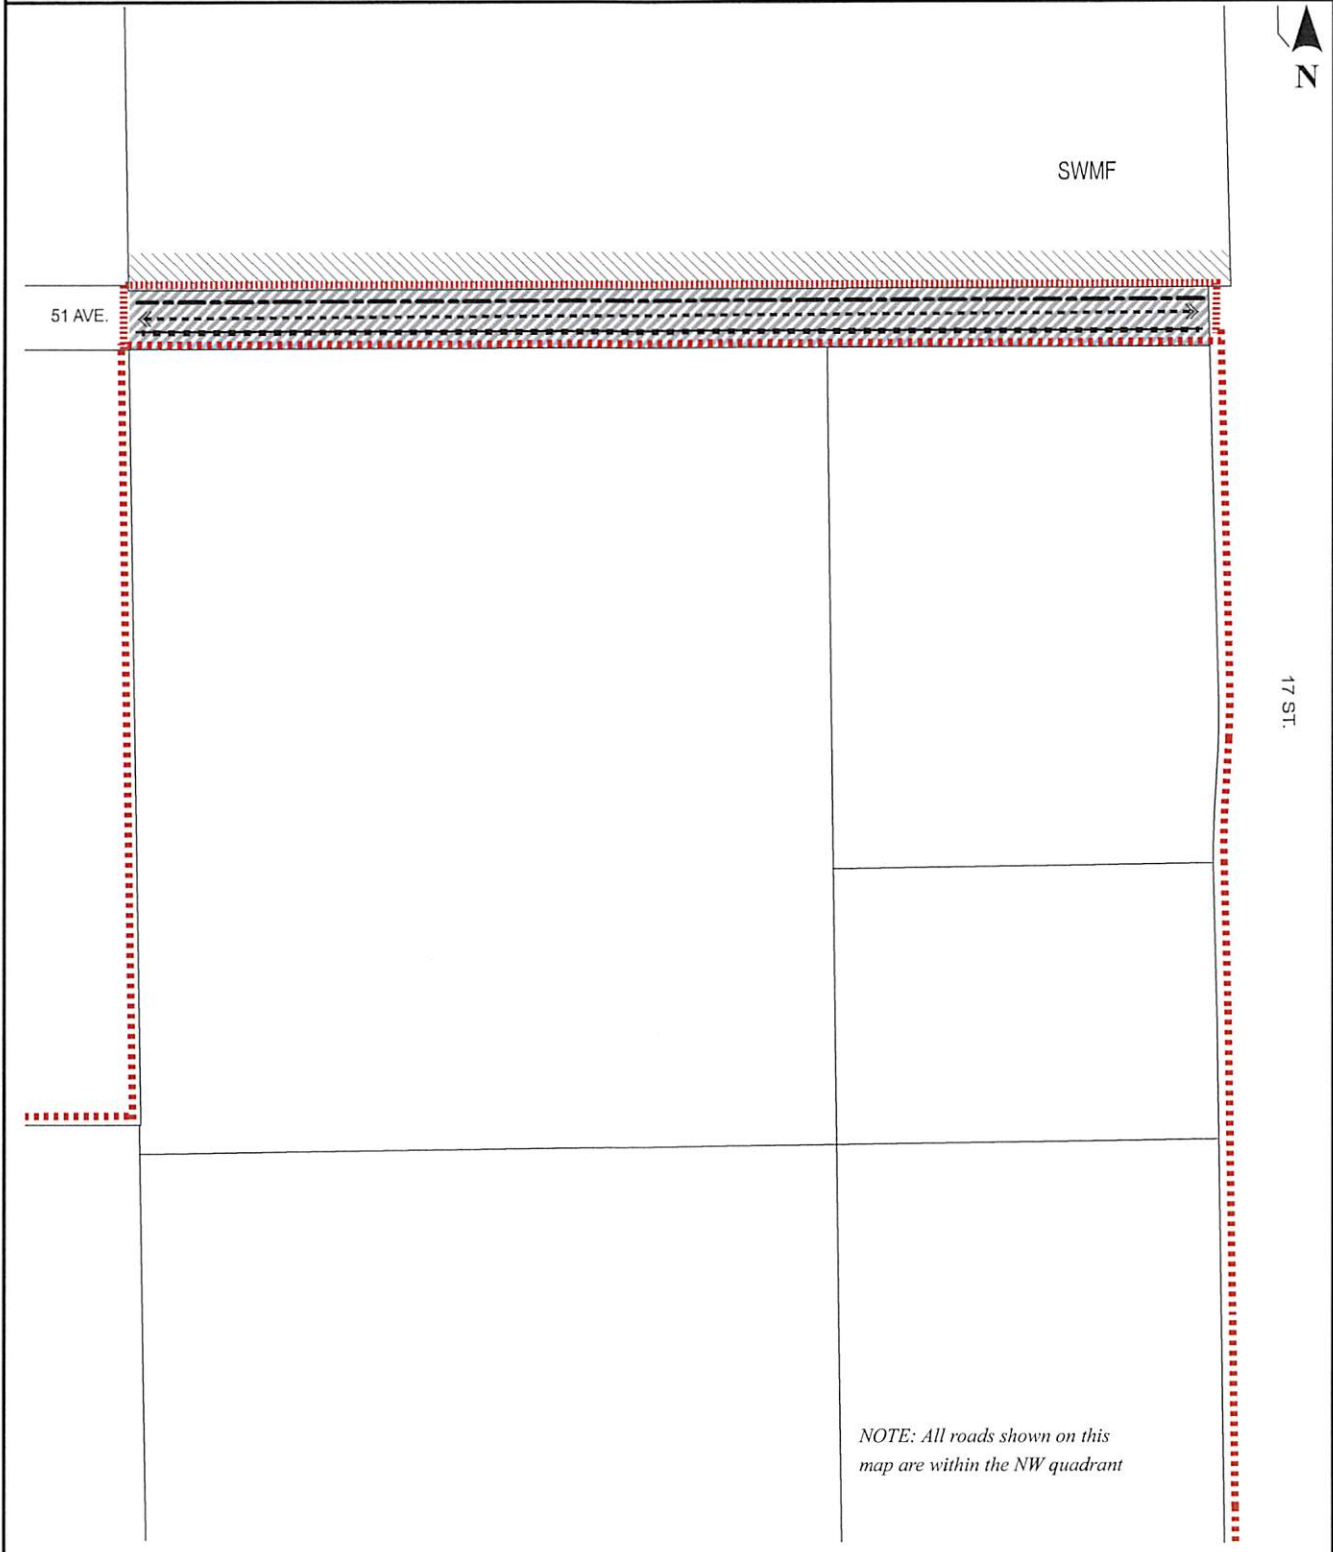 N
SWMF
51 AVE.
17 ST.
NOTE: All roads shown on this
map are within the NW quadrant